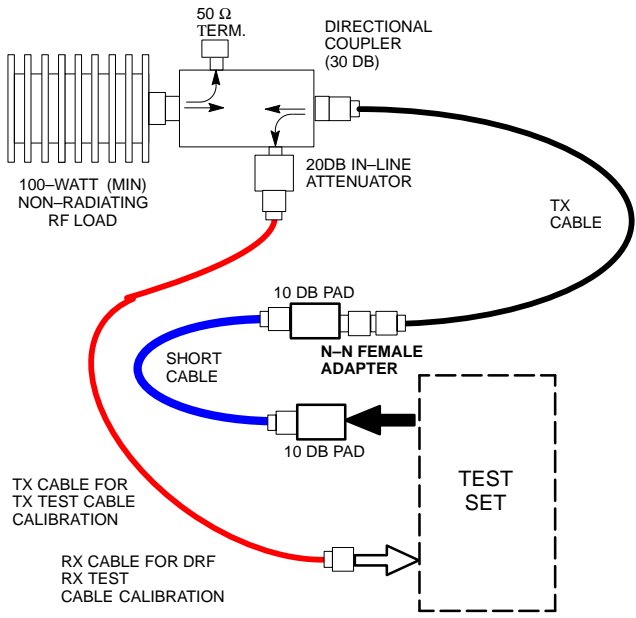 50 Ω
TERM.
DIRECTIONAL
COUPLER
(30 DB)
100–WATT (MIN)
NON–RADIATING
RF LOAD
20DB IN–LINE
ATTENUATOR
TX
CABLE
10 DB PAD
N–N FEMALE
ADAPTER
SHORT
CABLE
10 DB PAD
TEST
SET
TX CABLE FOR
TX TEST CABLE
CALIBRATION
RX CABLE FOR DRF
RX TEST
CABLE CALIBRATION